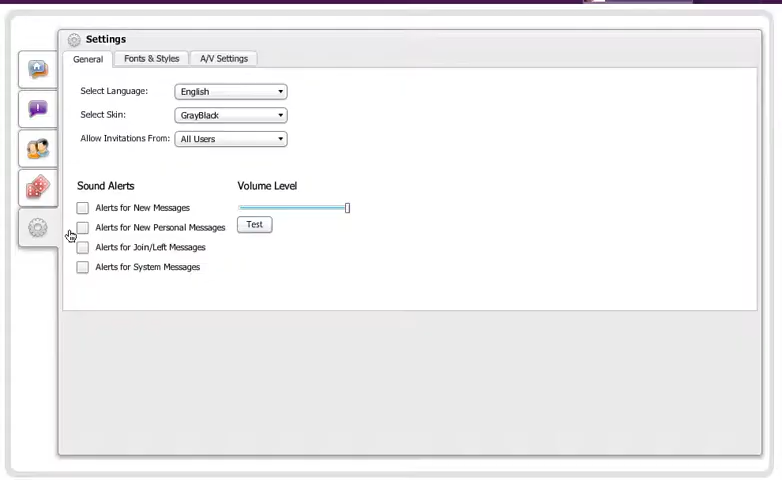 Settings
General
Fonts & Styles
A/V Settings
Select Language:
English
Select Skin:
GrayBlack
Allow Invitations From:
All Users
Sound Alerts
Volume Level
Alerts for New Messages
Alerts for New Personal Messages
Test
Alerts for Join/Left Messages
Alerts for System Messages